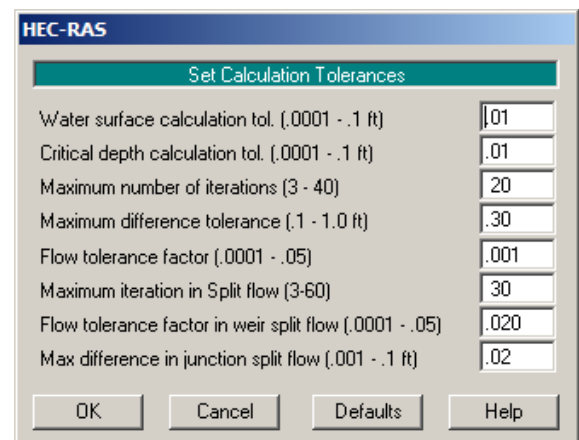 HEC-RAS
Set Calculation Tolerances
Water surface calculation tol. (.0001 - .1 ft) .01
Critical depth calculation tol. (.0001 - .1 ft) .01
Maximum number of iterations (3 - 40) 20
Maximum difference tolerance (.1 - 1.0 ft) .30
Flow tolerance factor (.0001 - .05) .001
Maximum iteration in Split flow (3-60) 30
Flow tolerance factor in weir split flow (.0001 - .05) .020
Max difference in junction split flow (.001 - .1 ft) .02
OK Cancel Defaults Help